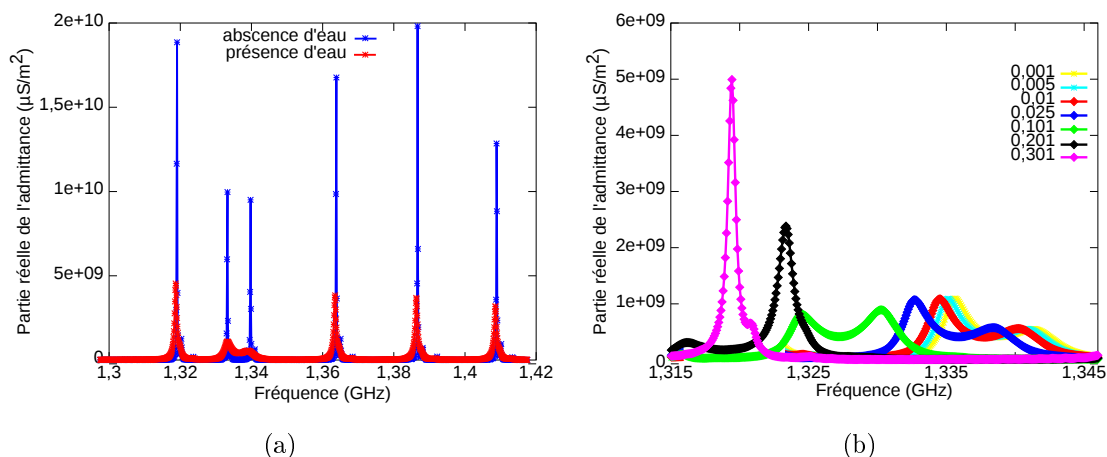 2e+10
1,5e+10
1e+10
5e+09
0
1,3
1,32
1,34
1,36
1,38
1,4
1,42
Partie réelle de l'admittance (µS/m²)
Fréquence (GHz)
absence d'eau
présence d'eau
(a)
6e+09
5e+09
4e+09
3e+09
2e+09
1e+09
0
1,315
1,325
1,335
1,345
Partie réelle de l'admittance (µS/m²)
Fréquence (GHz)
0,001
0,005
0,01
0,025
0,101
0,201
0,301
(b)